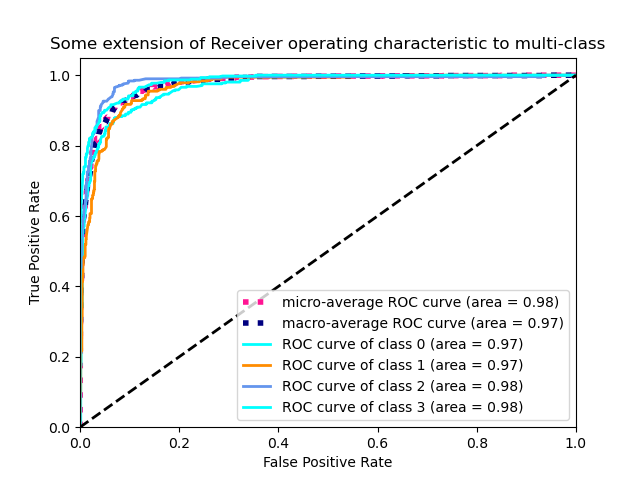 Some extension of Receiver operating characteristic to multi-class
1.0
0.8
0.6
0.4
0.2
0.0
True Positive Rate
micro-average ROC curve (area = 0.98)
macro-average ROC curve (area = 0.97)
ROC curve of class 0 (area = 0.97)
ROC curve of class 1 (area = 0.97)
ROC curve of class 2 (area = 0.98)
ROC curve of class 3 (area = 0.98)
0.0 0.2 0.4 0.6 0.8 1.0
False Positive Rate